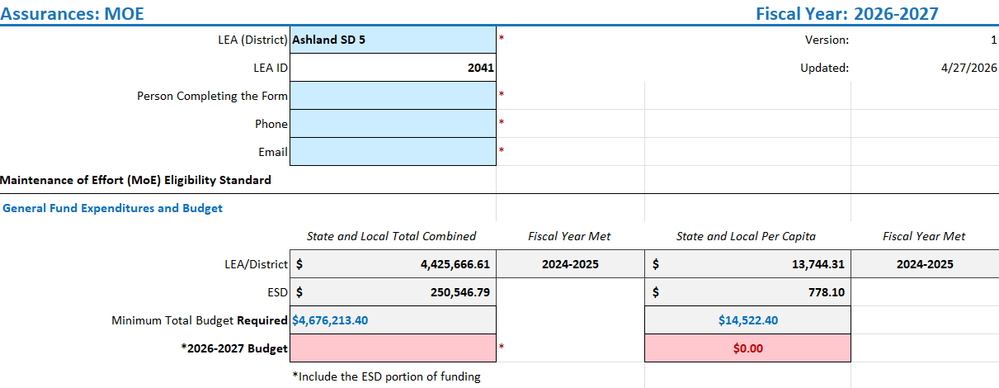 Assurances: MOE Fiscal Year: 2026-2027
LEA (District) Ashland SD 5 * Version: 1
LEA ID 2041 Updated: 4/27/2026
Person Completing the Form *
Phone *
Email *
Maintenance of Effort (MoE) Eligibility Standard
General Fund Expenditures and Budget
State and Local Total Combined Fiscal Year Met State and Local Per Capita Fiscal Year Met
LEA/District $ 4,425,666.61 2024-2025 $ 13,744.31 2024-2025
ESD $ 250,546.79 $ 778.10
Minimum Total Budget Required $4,676,213.40 $14,522.40
*2026-2027 Budget * $0.00
*Include the ESD portion of funding